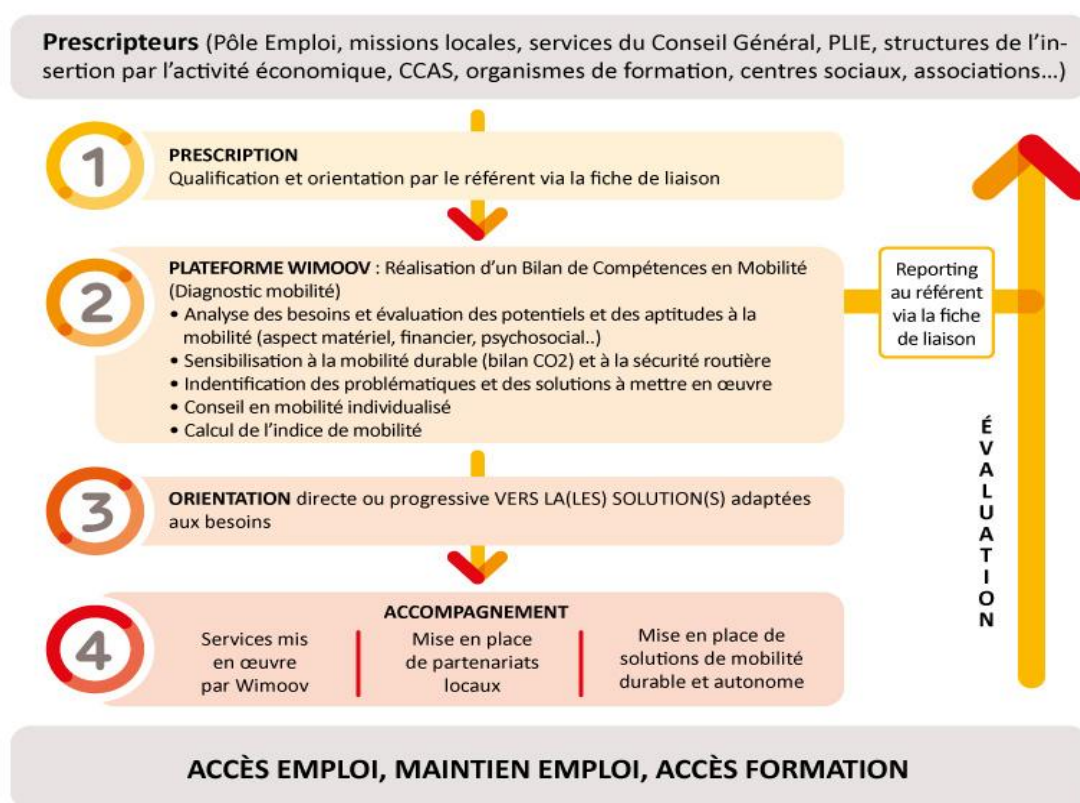 Prescripteurs (Pôle Emploi, missions locales, services du Conseil Général, PLIE, structures de l'in-
sertion par l'activité économique, CCAS, organismes de formation, centres sociaux, associations...)
1
PRESCRIPTION
Qualification et orientation par le référent via la fiche de liaison
2
PLATEFORME WIMOOV : Réalisation d'un Bilan de Compétences en Mobilité
(Diagnostic mobilité)
• Analyse des besoins et évaluation des potentiels et des aptitudes à la
mobilité (aspect matériel, financier, psychosocial..)
• Sensibilisation à la mobilité durable (bilan CO2) et à la sécurité routière
• Indentification des problématiques et des solutions à mettre en œuvre
• Conseil en mobilité individualisé
• Calcul de l'indice de mobilité
Reporting
au référent
via la fiche
de liaison
3
ORIENTATION directe ou progressive VERS LA(LES) SOLUTION(S) adaptées
aux besoins
4
ACCOMPAGNEMENT
Services mis
en œuvre
par Wimoov
Mise en place
de partenariats
locaux
Mise en place de
solutions de mobilité
durable et autonome
ÉVALUATION
ACCÈS EMPLOI, MAINTIEN EMPLOI, ACCÈS FORMATION